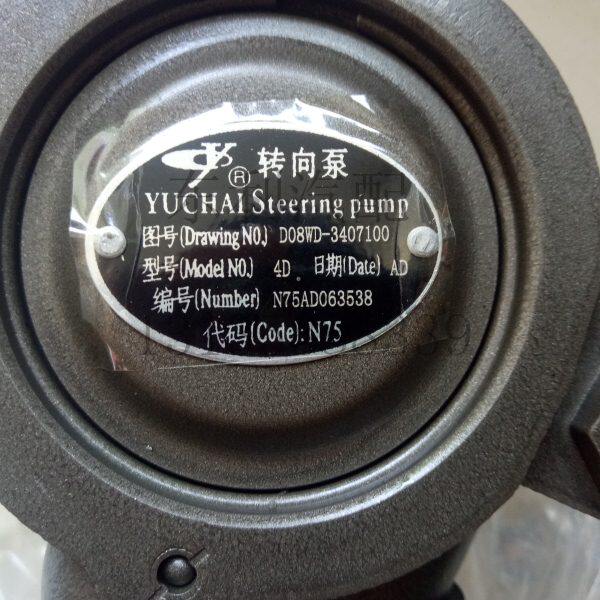 ® 转向泵
YUCHAI Steering pump
图号(Drawing NO.) D08WD-3407100
型号(Model NO.) 4D. 日期(Date) AD
编号(Number) N75AD063538
代码(Code): N75